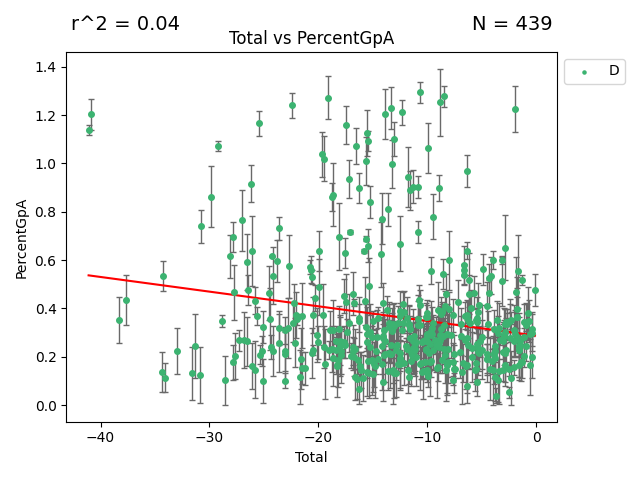 r^2 = 0.04 N = 439
Total vs PercentGpA
D
1.4
1.2
1.0
0.8
0.6
0.4
0.2
0.0
PercentGpA
−40 −30 −20 −10 0
Total